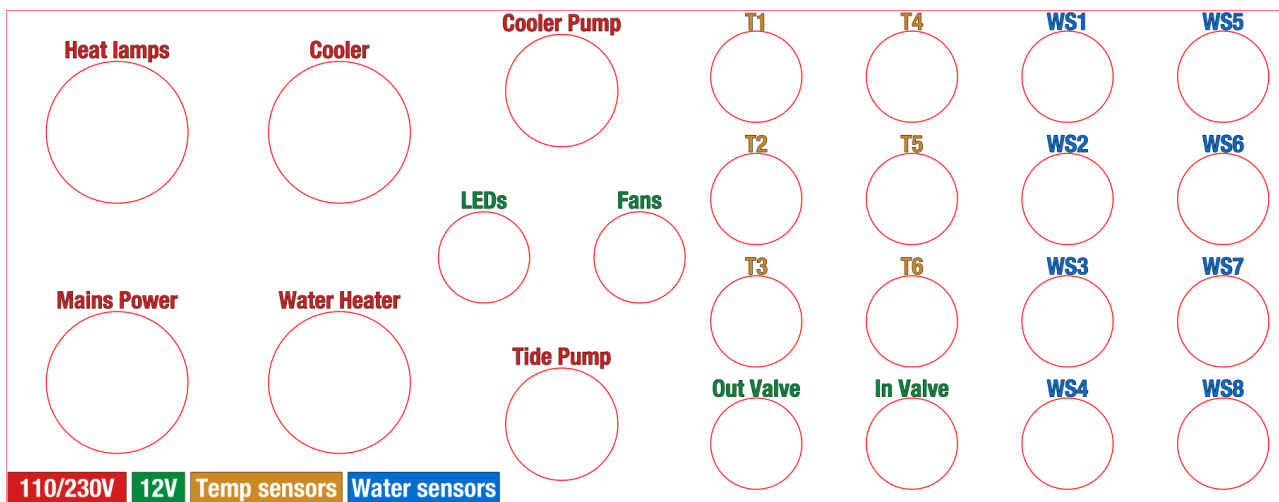 Cooler Pump T1 T4 WS1 WS5
Heat lamps Cooler
T2 T5 WS2 WS6
LEDs Fans
T3 T6 WS3 WS7
Mains Power Water Heater
Tide Pump
Out Valve In Valve WS4 WS8
110/230V 12V Temp sensors Water sensors